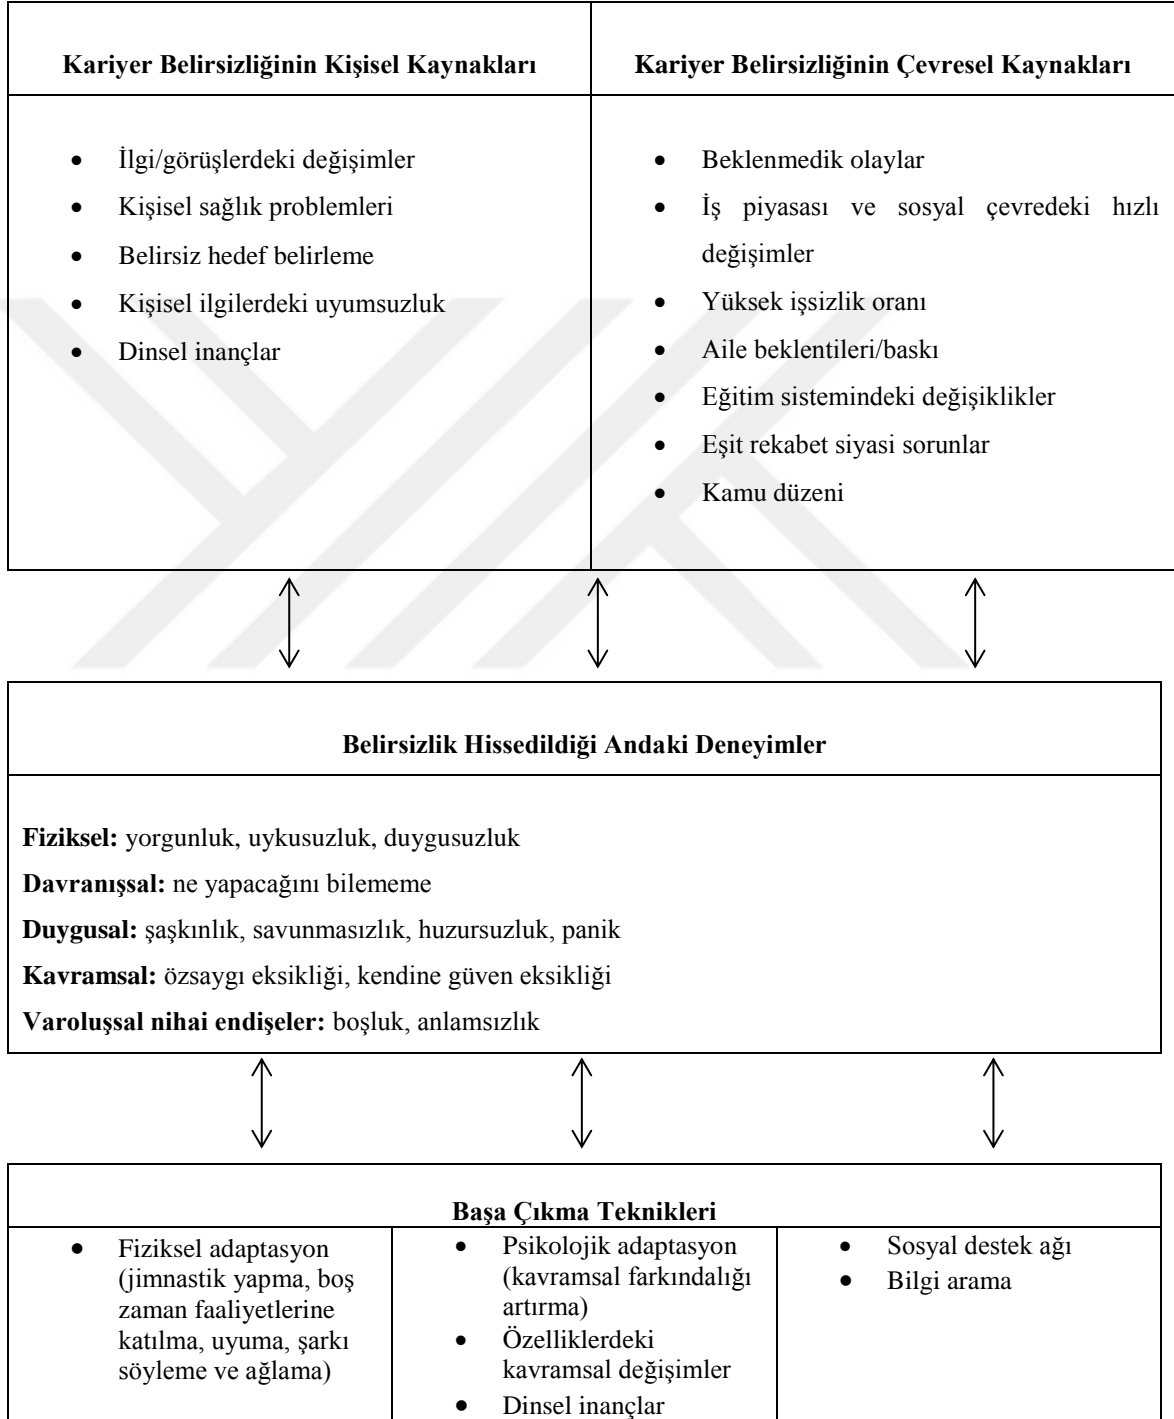 Kariyer Belirsizliğinin Kişisel Kaynakları
Kariyer Belirsizliğinin Çevresel Kaynakları
• İlgi/görüşlerdeki değişimler
• Kişisel sağlık problemleri
• Belirsiz hedef belirleme
• Kişisel ilgilerdeki uyumsuzluk
• Dinsel inançlar
• Beklenmedik olaylar
• İş piyasası ve sosyal çevredeki hızlı
değişimler
• Yüksek işsizlik oranı
• Aile beklentileri/baskı
• Eğitim sistemindeki değişiklikler
• Eşit rekabet siyasi sorunlar
• Kamu düzeni
Belirsizlik Hissedildiği Andaki Deneyimler
Fiziksel: yorgunluk, uykusuzluk, duygusuzluk
Davranışsal: ne yapacağını bilememe
Duygusal: şaşkınlık, savunmasızlık, huzursuzluk, panik
Kavramsal: özsaygı eksikliği, kendine güven eksikliği
Varoluşsal nihai endişeler: boşluk, anlamsızlık
Başa Çıkma Teknikleri
• Fiziksel adaptasyon
(jimnastik yapma, boş
zaman faaliyetlerine
katılma, uyuma, şarkı
söyleme ve ağlama)
• Psikolojik adaptasyon
(kavramsal farkındalığı
artırma)
• Özelliklerdeki
kavramsal değişimler
• Dinsel inançlar
• Sosyal destek ağı
• Bilgi arama